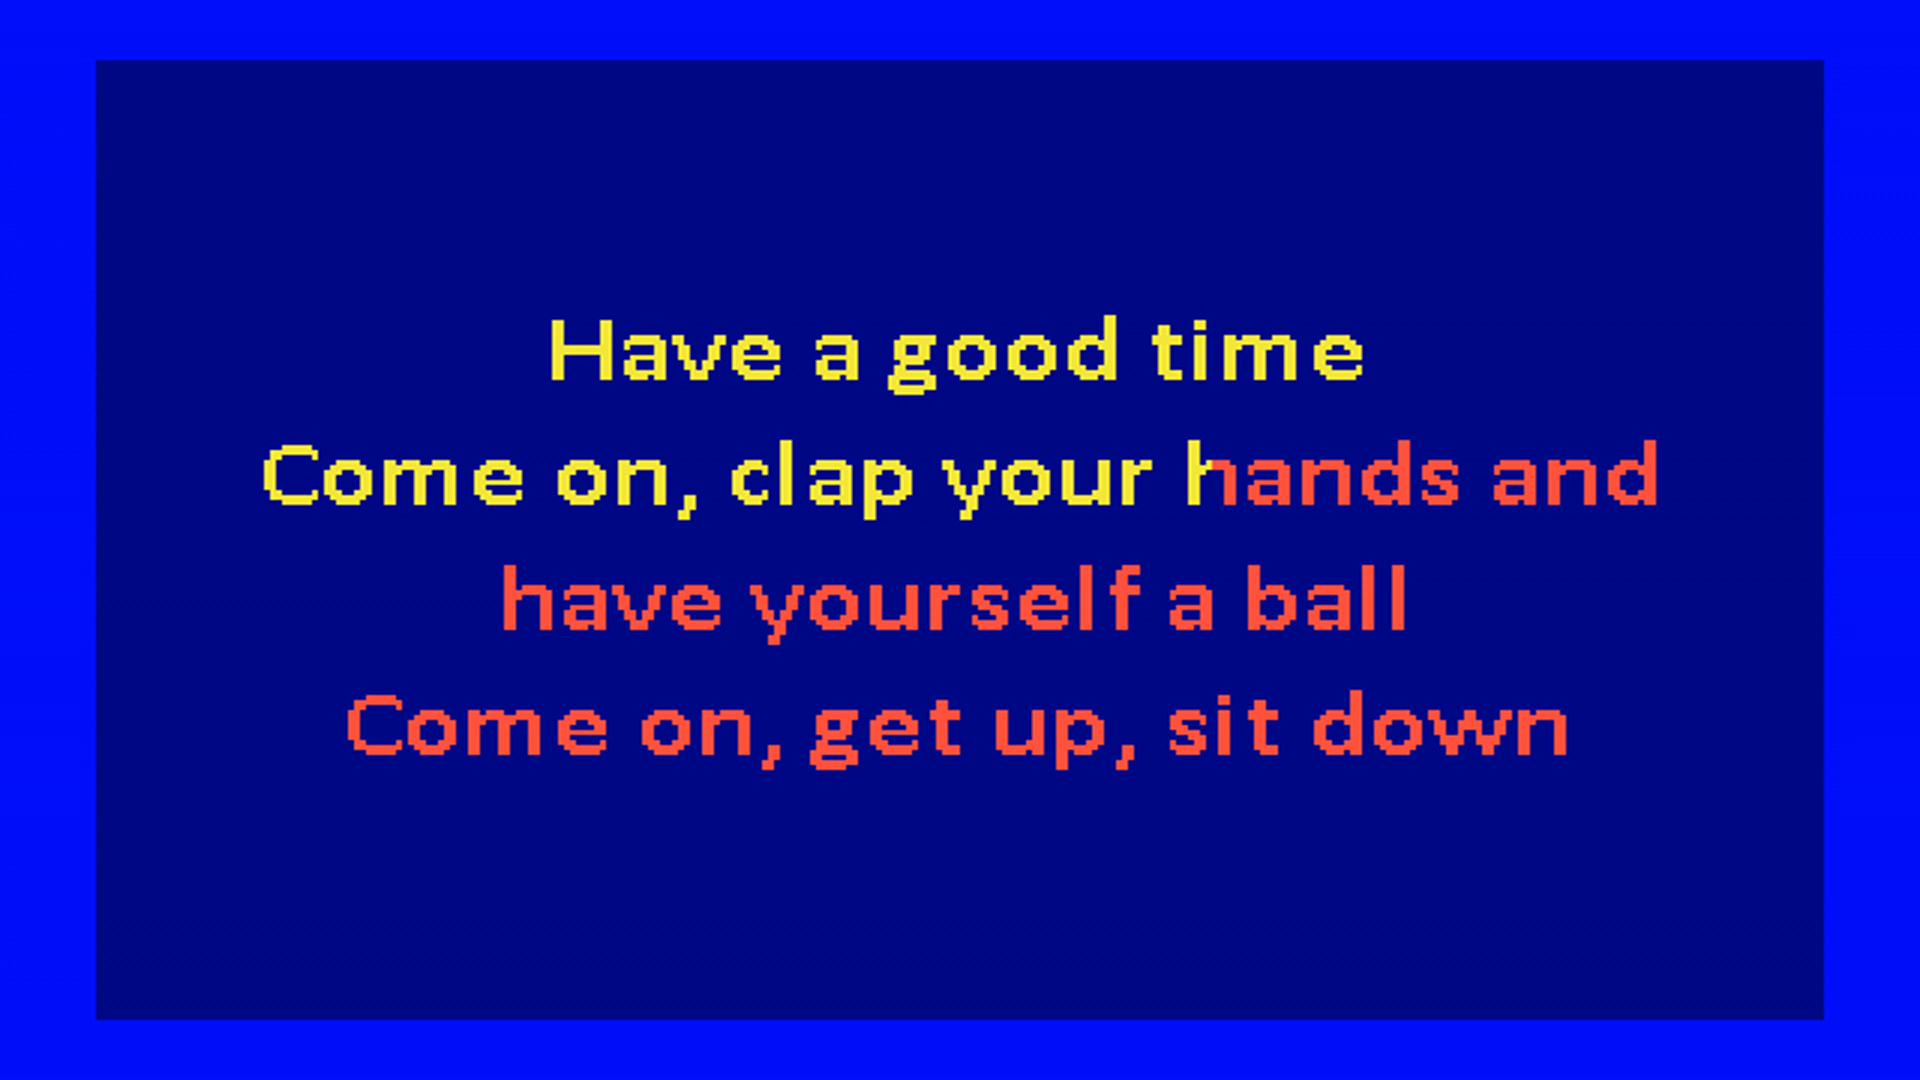 Have a good time
Come on, clap your hands and
have yourself a ball
Come on, get up, sit down